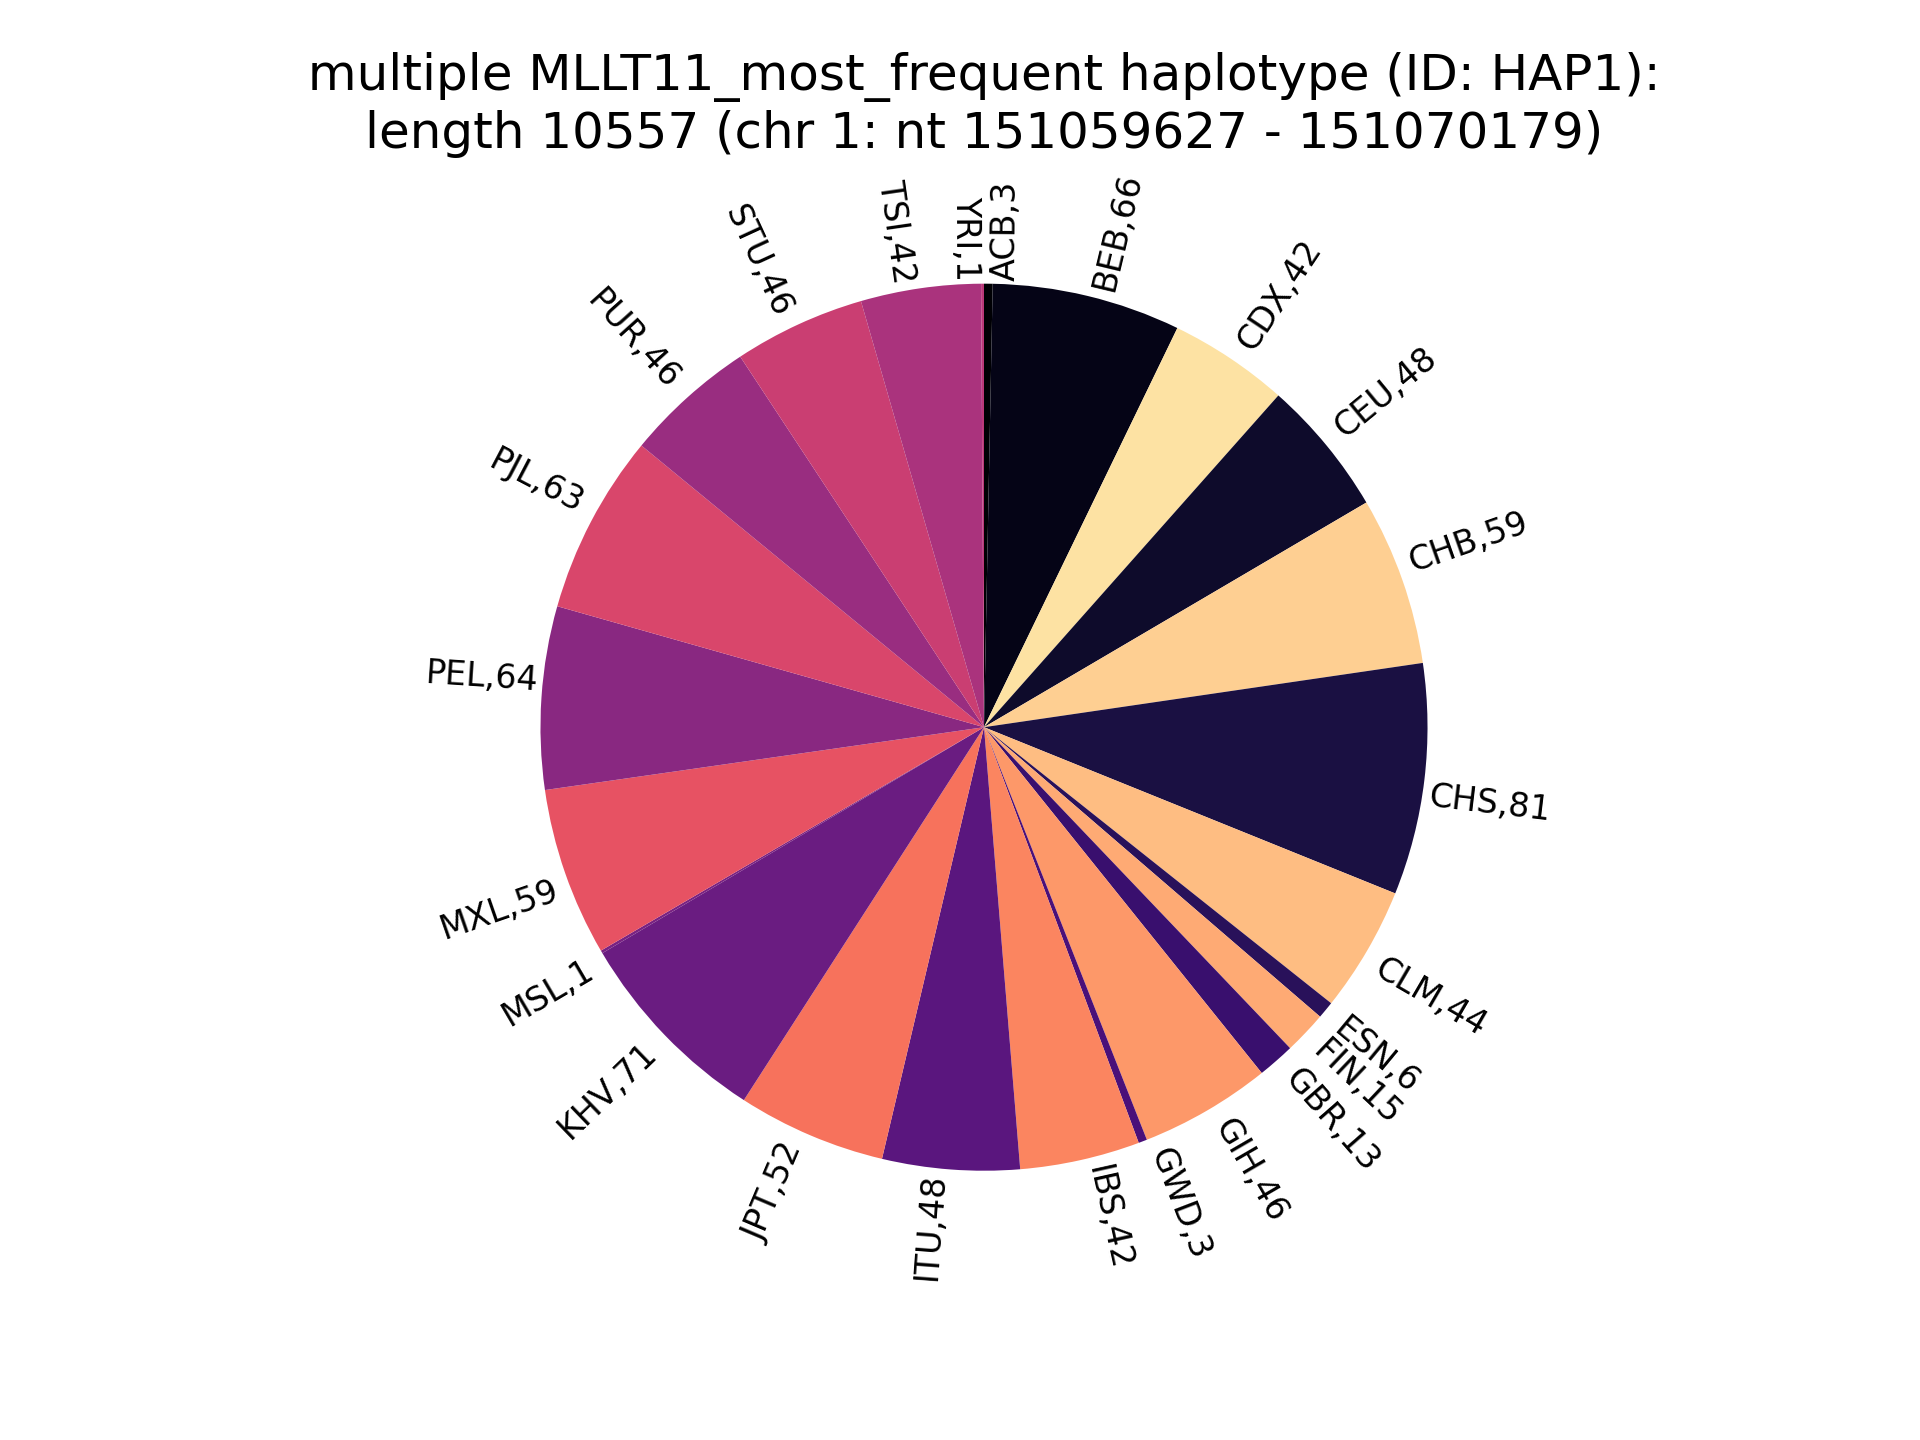 multiple MLLT11_most_frequent haplotype (ID: HAP1):
length 10557 (chr 1: nt 151059627 - 151070179)
ACB,3
BEB,66
CDX,42
CEU,48
CHB,59
CHS,81
CLM,44
ESN,6
FIN,15
GBR,13
GIH,46
GWD,3
IBS,42
ITU,48
JPT,52
KHV,71
MSL,1
MXL,59
PEL,64
PJL,63
PUR,46
STU,46
TSI,42
YRI,1